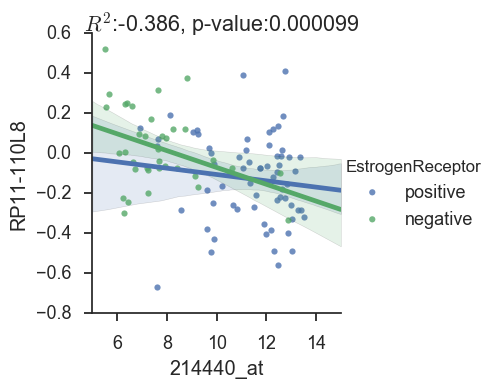 R²:-0.386, p-value:0.000099
0.6
0.4
0.2
0.0
−0.2
−0.4
−0.6
−0.8
RP11-110L8
6 8 10 12 14
214440_at
EstrogenReceptor
positive
negative